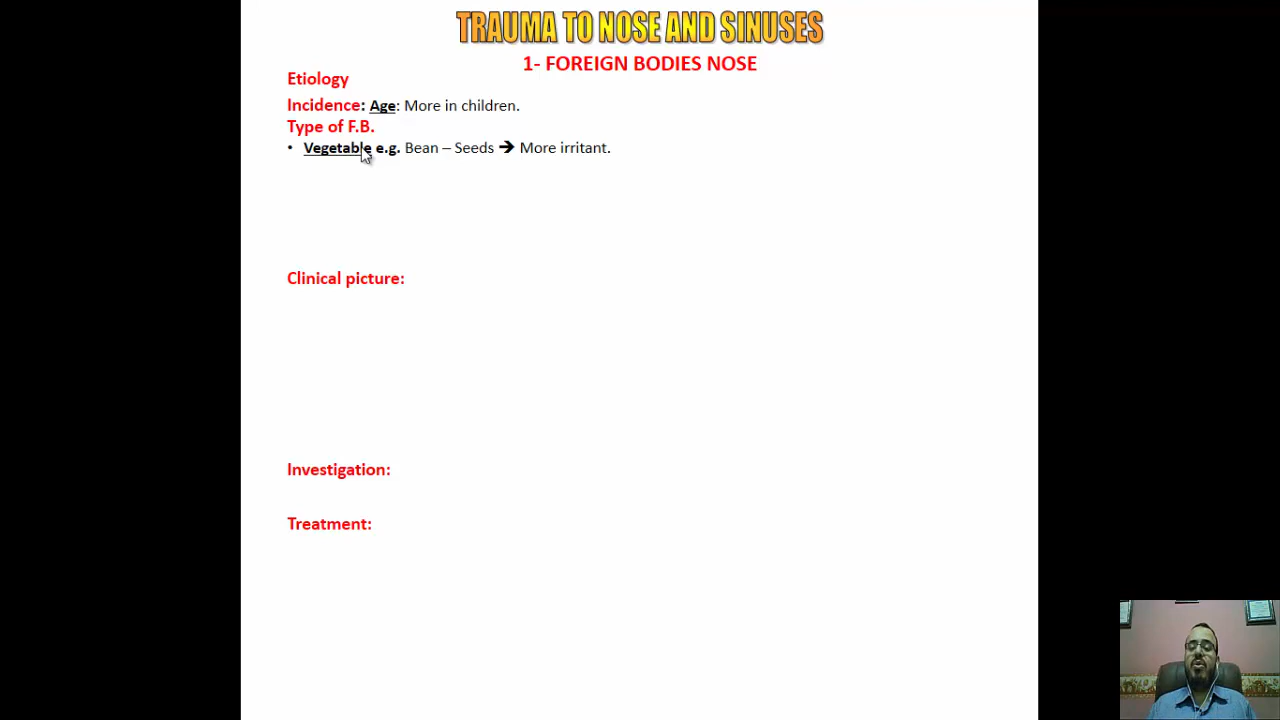 TRAUMA TO NOSE AND SINUSES
1- FOREIGN BODIES NOSE
Etiology
Incidence: Age: More in children.
Type of F.B.
• Vegetable e.g. Bean – Seeds ➔ More irritant.
Clinical picture:
Investigation:
Treatment: